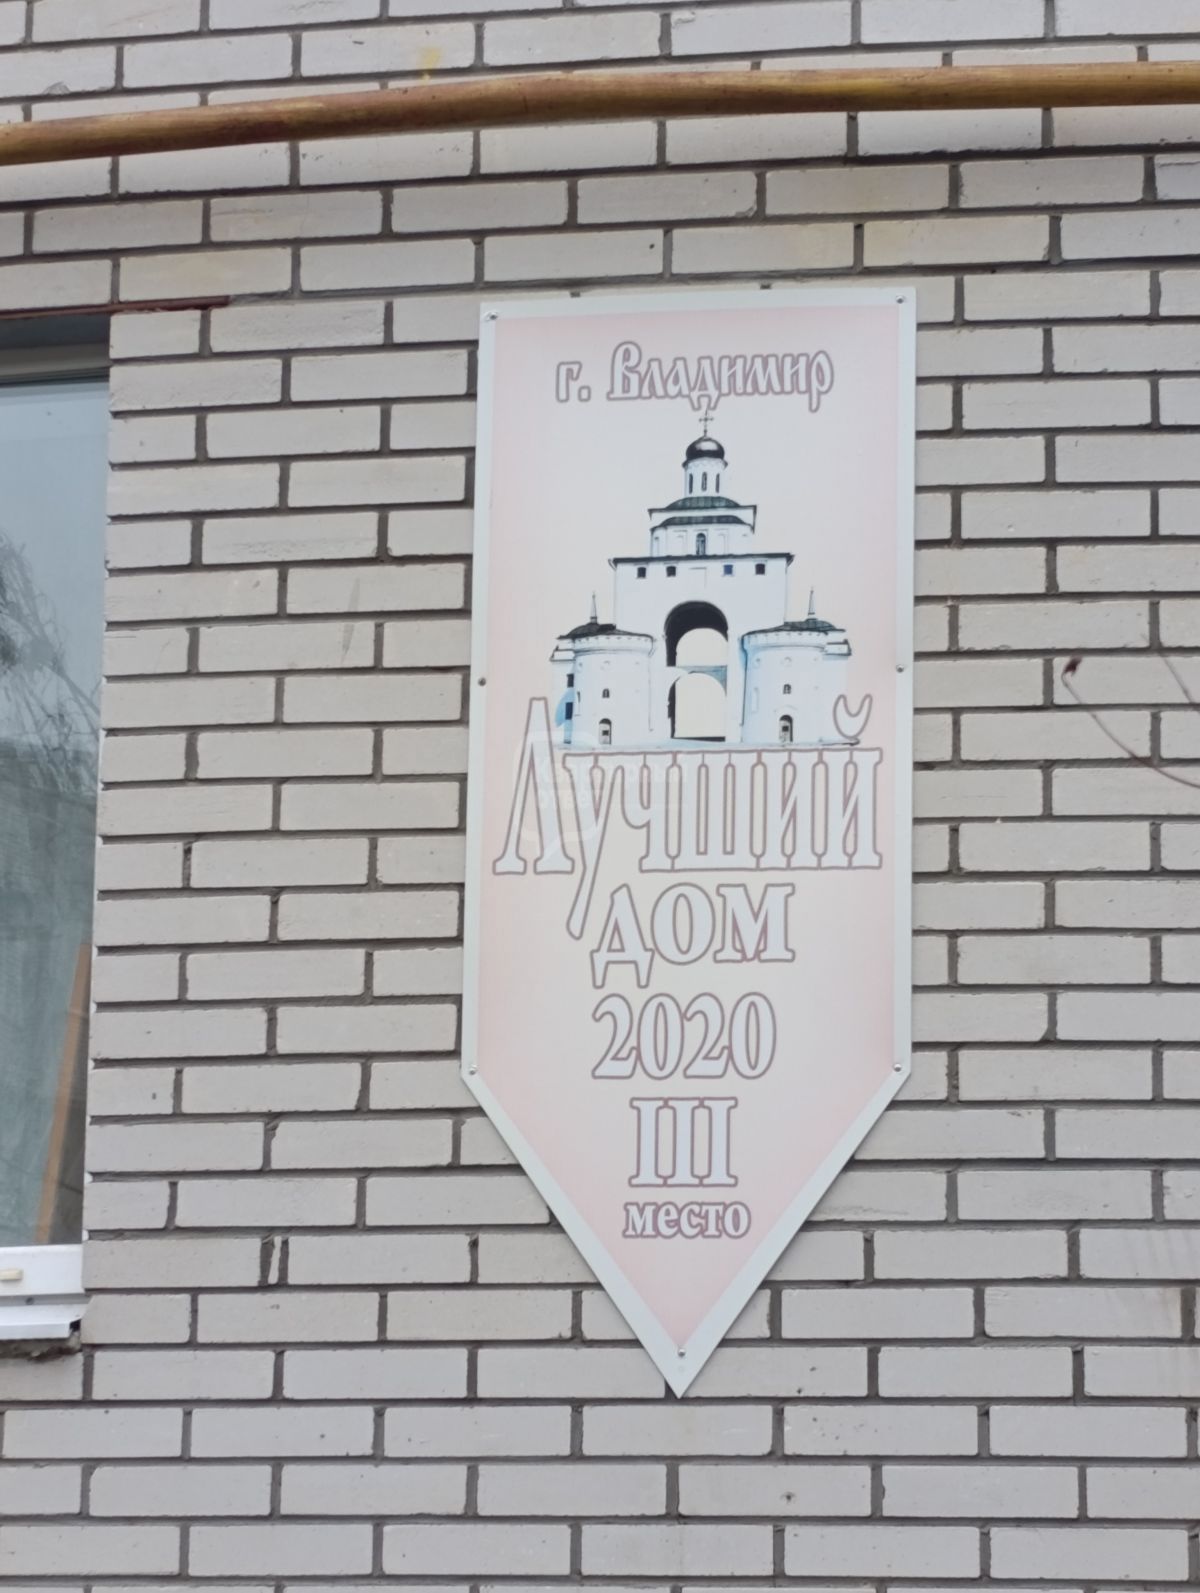 г. Владимир
Лучший
дом
2020
III
место